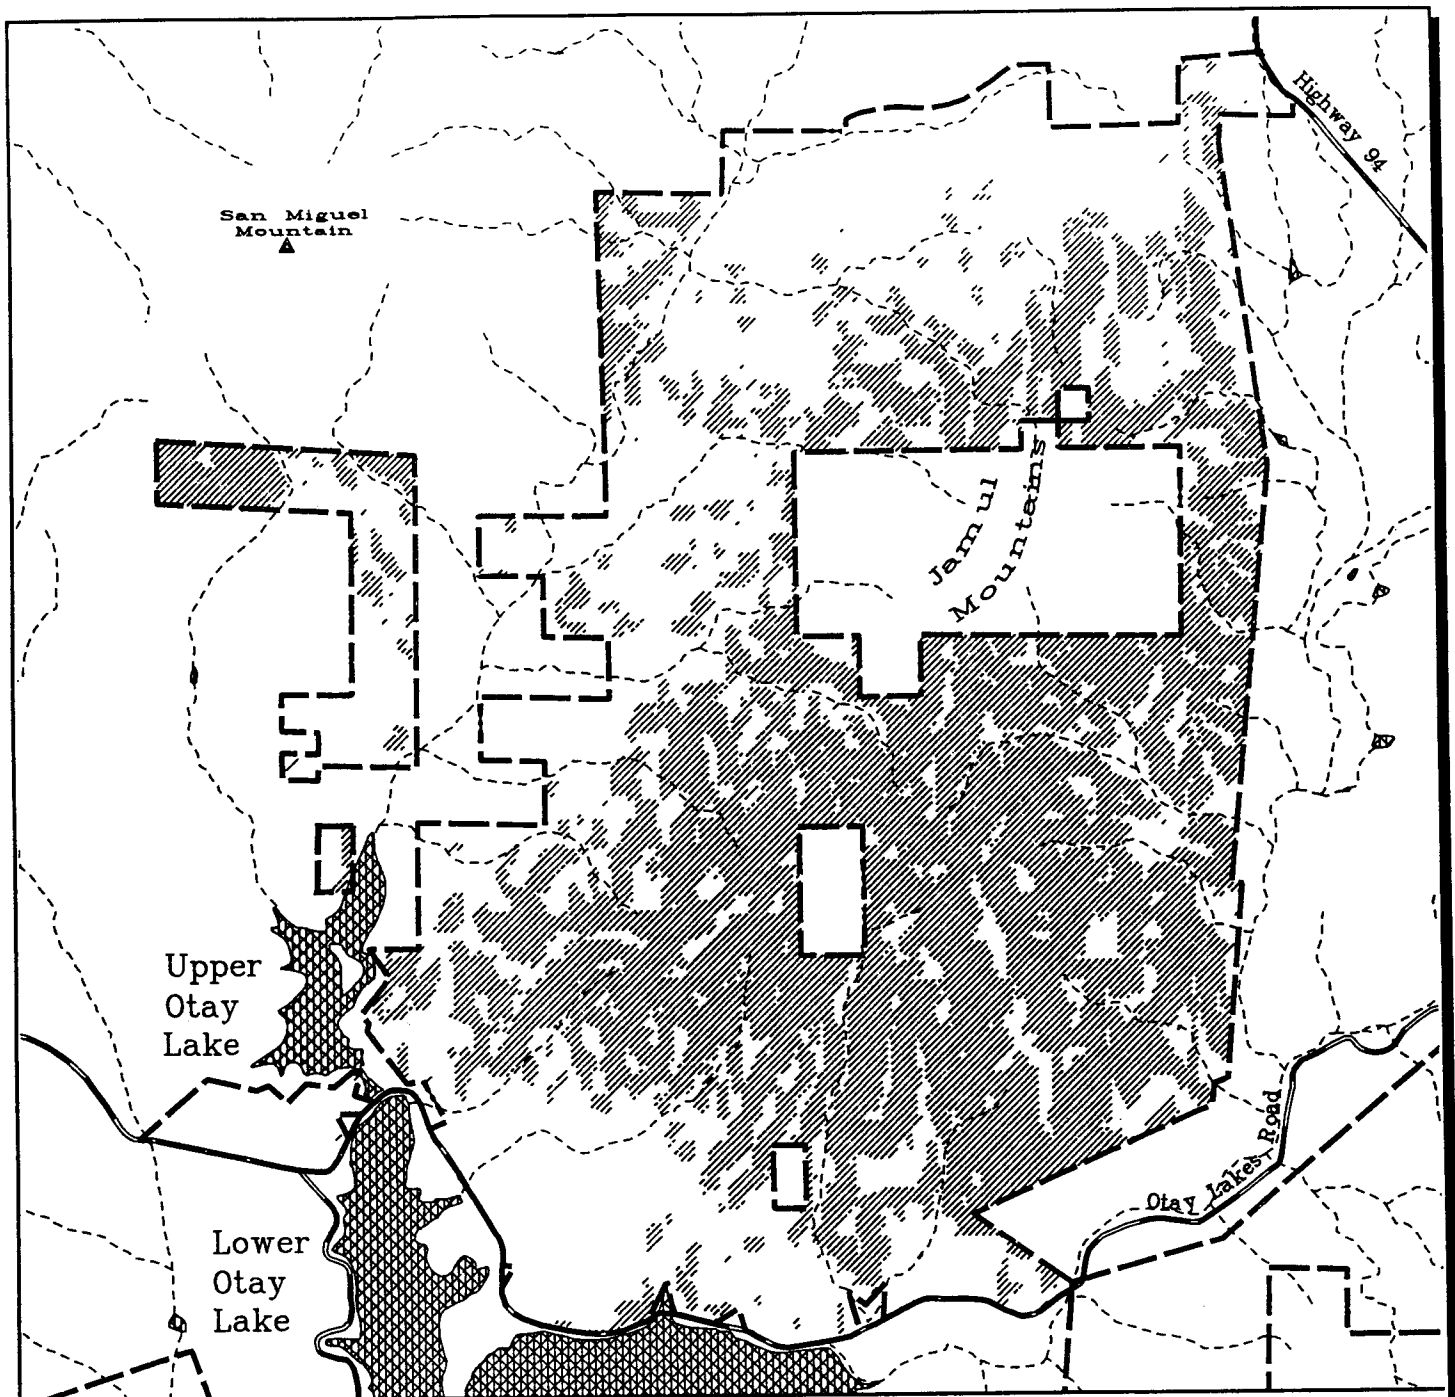 Highway 94
San Miguel
Mountain
Jamul
Mountains
Upper
Otay
Lake
Otay Lakes Road
Lower
Otay
Lake